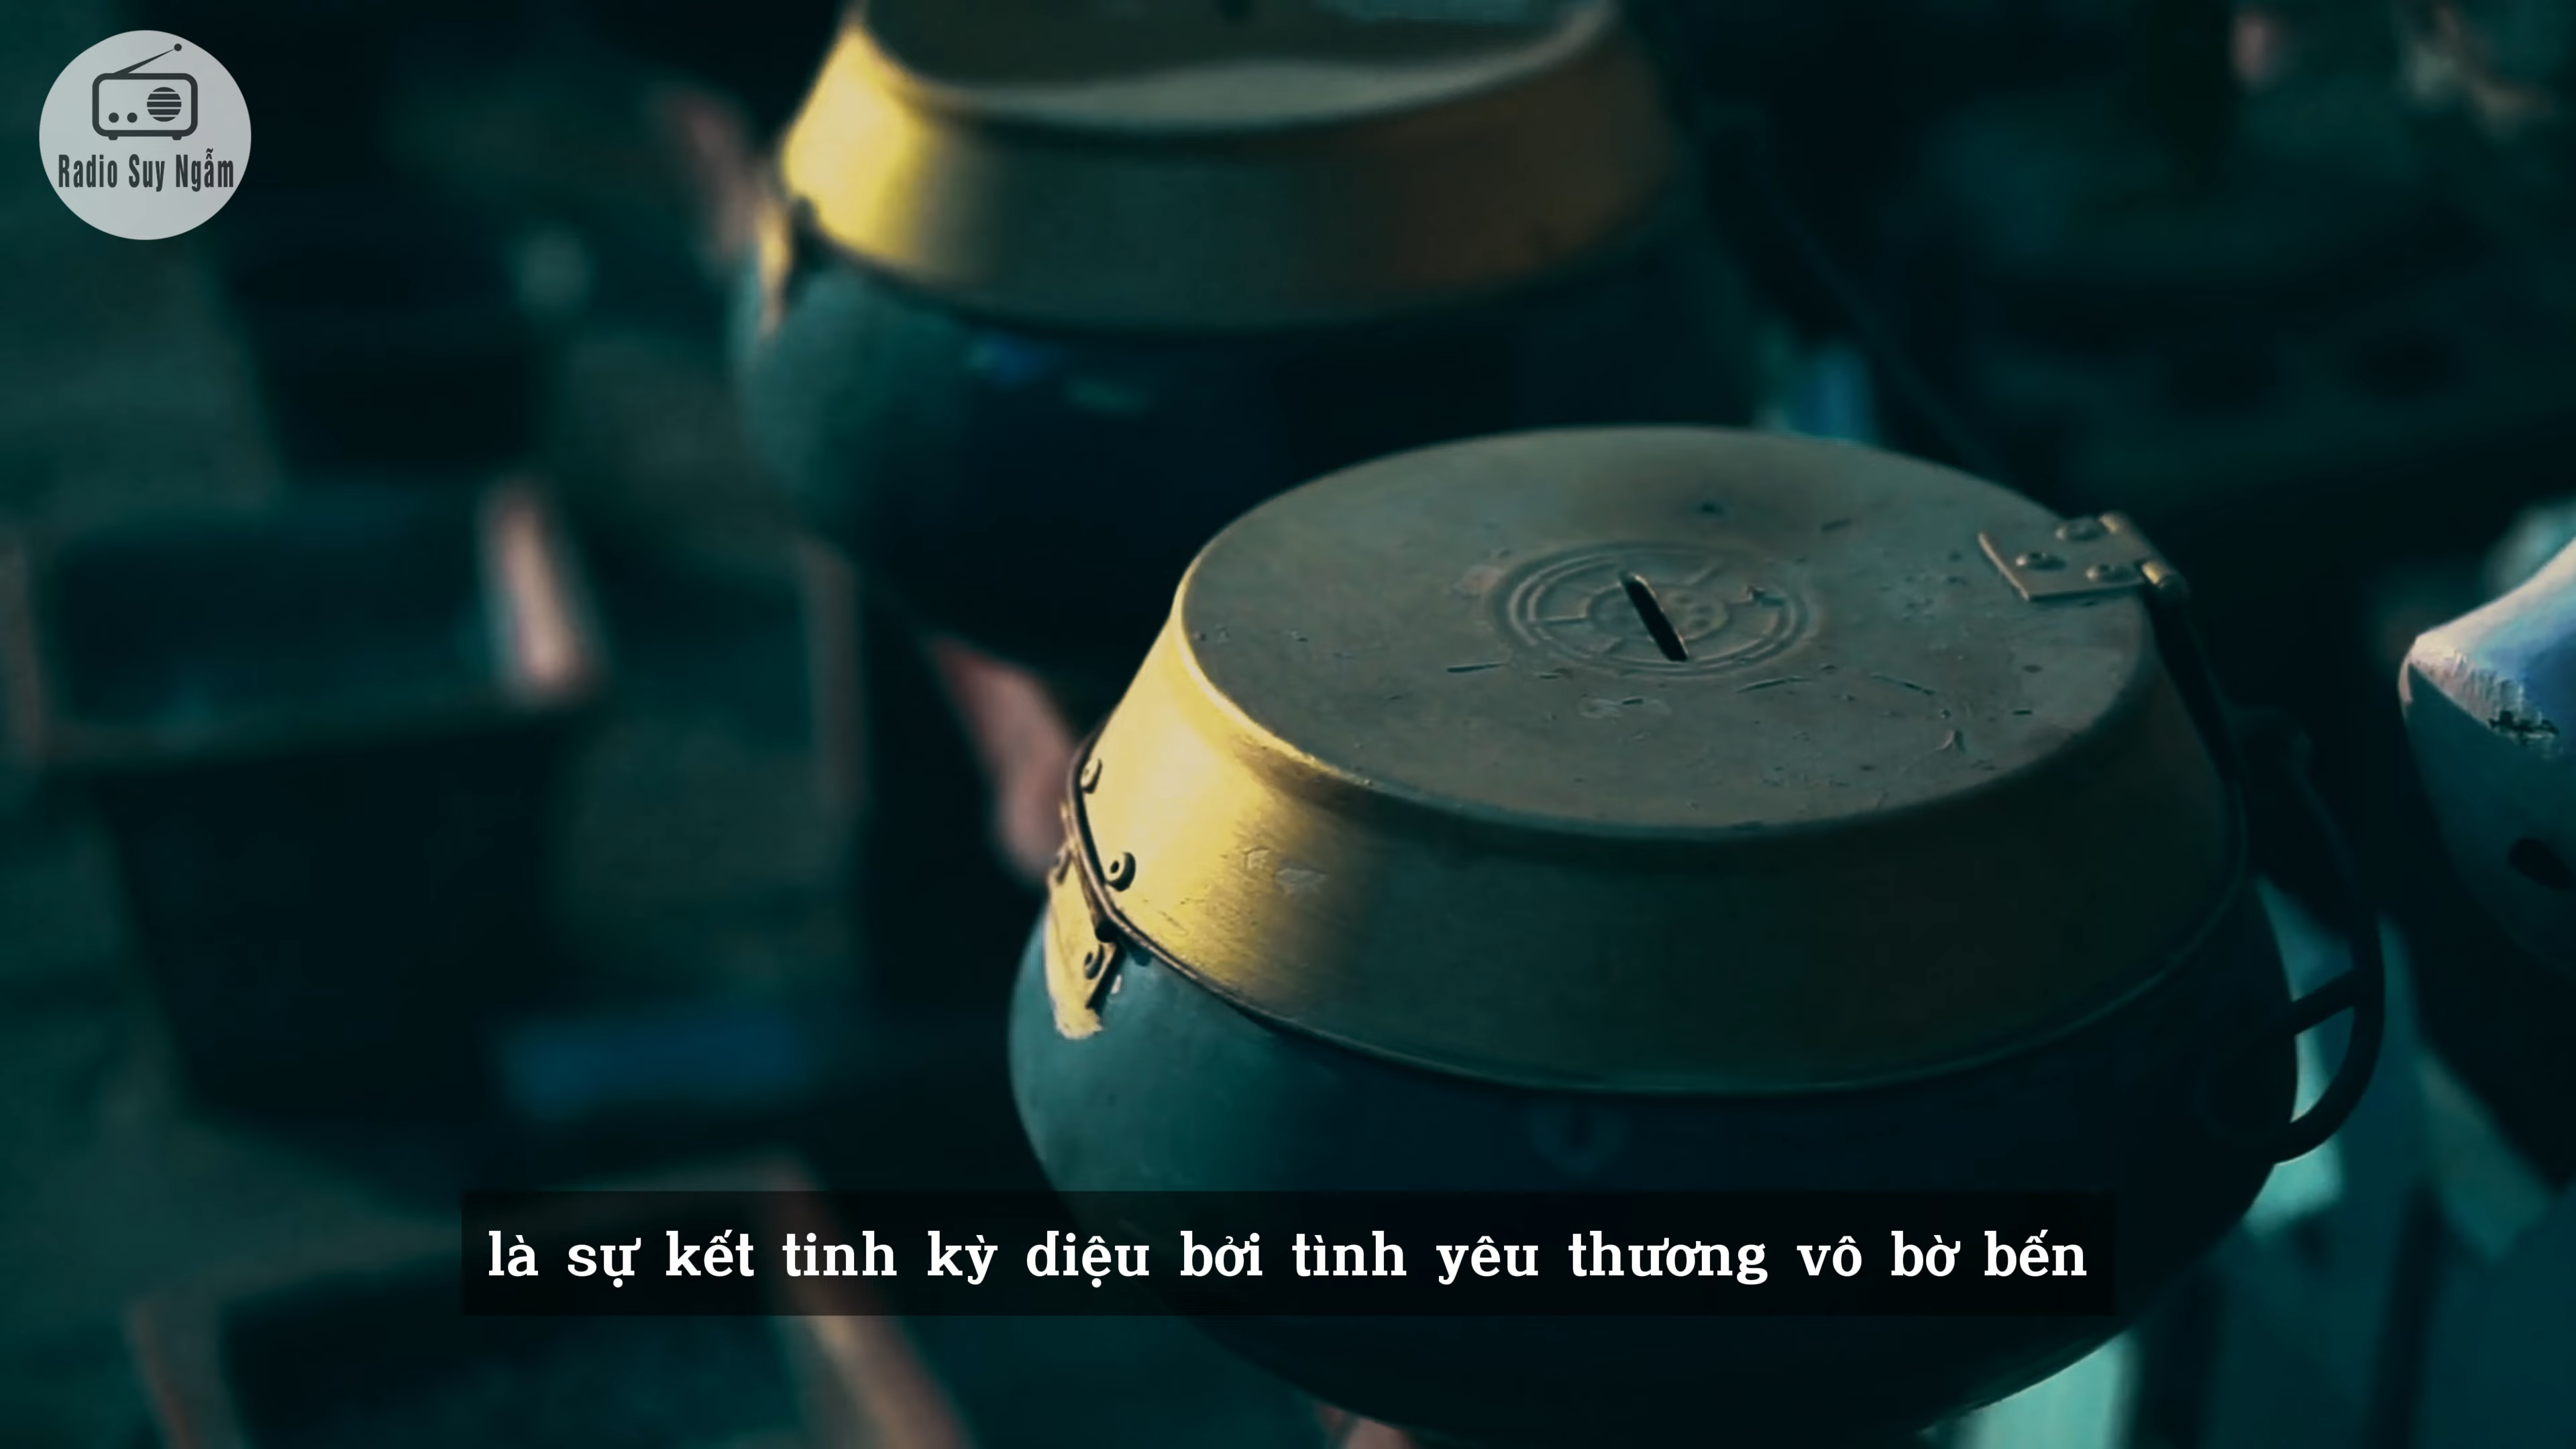 Radio Suy Ngẫm
là sự kết tinh kỳ diệu bởi tình yêu thương vô bờ bến